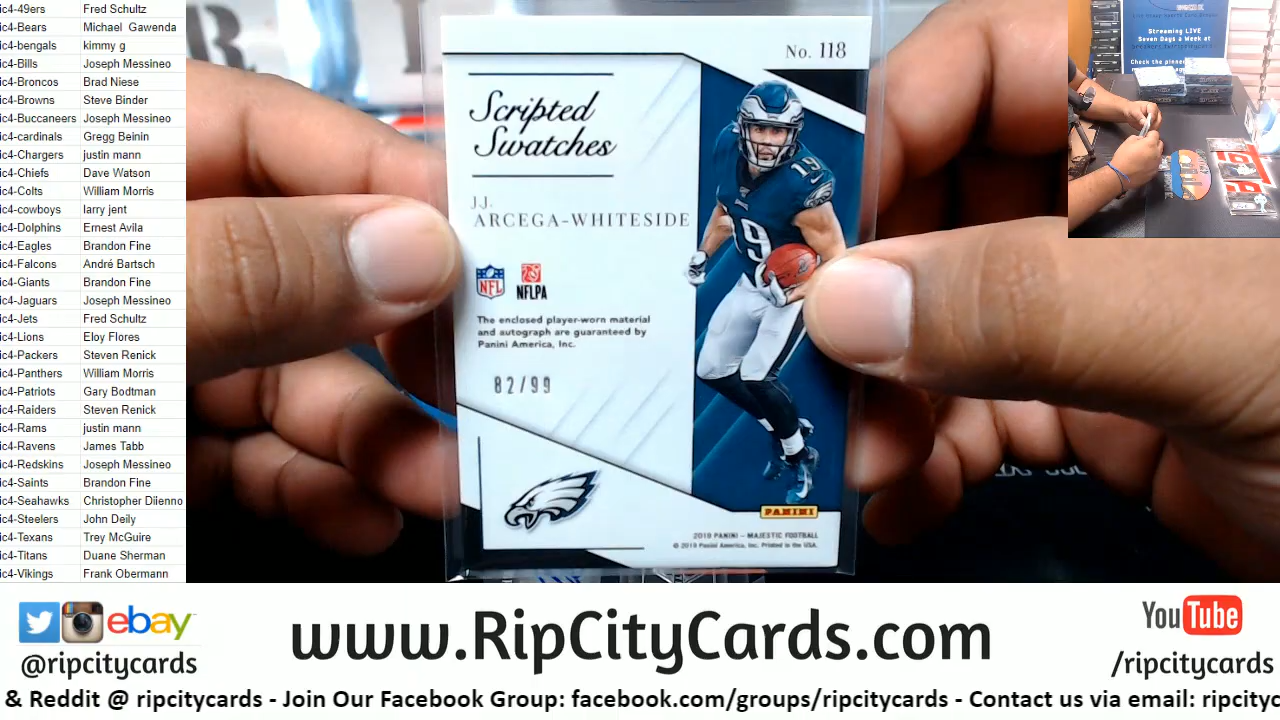 ic4-49ers Fred Schultz
ic4-Bears Michael Gawenda
ic4-bengals kimmy g
ic4-Bills Joseph Messineo
ic4-Broncos Brad Niese
ic4-Browns Steve Binder
ic4-Buccaneers Joseph Messineo
ic4-cardinals Gregg Beinin
ic4-Chargers justin mann
ic4-Chiefs Dave Watson
ic4-Colts William Morris
ic4-cowboys larry jent
ic4-Dolphins Ernest Avila
ic4-Eagles Brandon Fine
ic4-Falcons André Bartsch
ic4-Giants Brandon Fine
ic4-Jaguars Joseph Messineo
ic4-Jets Fred Schultz
ic4-Lions Eloy Flores
ic4-Packers Steven Renick
ic4-Panthers William Morris
ic4-Patriots Gary Bodtman
ic4-Raiders Steven Renick
ic4-Rams justin mann
ic4-Ravens James Tabb
ic4-Redskins Joseph Messineo
ic4-Saints Brandon Fine
ic4-Seahawks Christopher Diienno
ic4-Steelers John Deily
ic4-Texans Trey McGuire
ic4-Titans Duane Sherman
ic4-Vikings Frank Obermann
No. 118
Scripted
Swatches
J.J.
ARCEGA-WHITESIDE
NFL
NFLPA
The enclosed player-worn material
and autograph are guaranteed by
Panini America, Inc.
82/99
19
19
PANINI
2019 PANINI - MAJESTIC FOOTBALL
© 2019 Panini America, Inc. Printed in the USA.
Streaming LIVE
Seven Days a Week at
Check the pinned
ebay
@ripcitycards
www.RipCityCards.com
YouTube
/ripcitycards
& Reddit @ ripcitycards - Join Our Facebook Group: facebook.com/groups/ripcitycards - Contact us via email: ripcityc